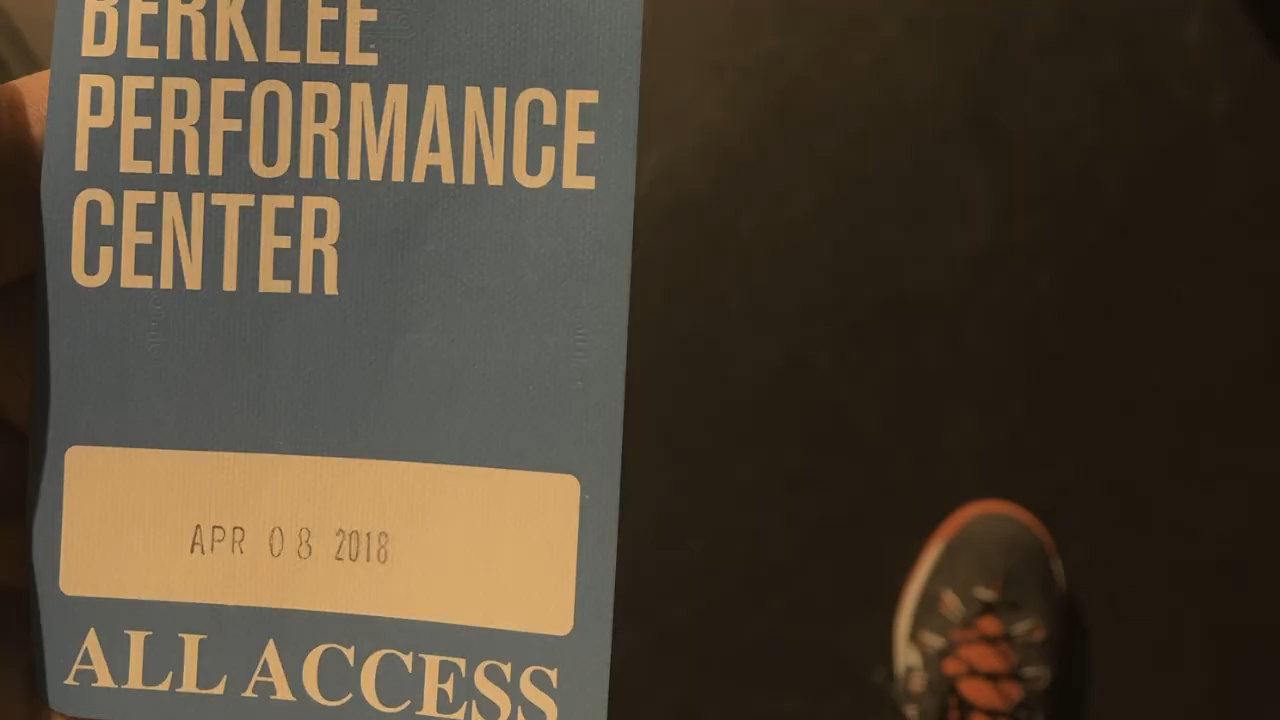 BERKLEE
PERFORMANCE
CENTER
APR 08 2018
ALL ACCESS